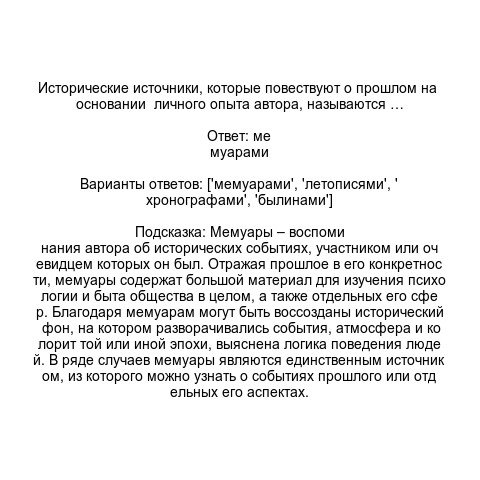 Исторические источники, которые повествуют о прошлом на
основании  личного опыта автора, называются …
Ответ: ме
муарами
Варианты ответов: ['мемуарами', 'летописями', '
хронографами', 'былинами']
Подсказка: Мемуары – воспоми
нания автора об исторических событиях, участником или оч
евидцем которых он был. Отражая прошлое в его конкретнос
ти, мемуары содержат большой материал для изучения психо
логии и быта общества в целом, а также отдельных его сфе
р. Благодаря мемуарам могут быть воссозданы исторический
фон, на котором разворачивались события, атмосфера и ко
лорит той или иной эпохи, выяснена логика поведения люде
й. В ряде случаев мемуары являются единственным источник
ом, из которого можно узнать о событиях прошлого или отд
ельных его аспектах.